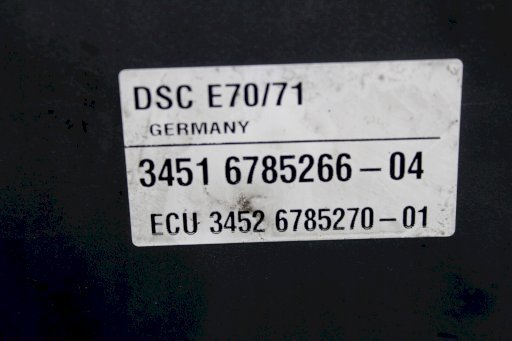 DSC E70/71
GERMANY
3451 6785266-04
ECU 3452 6785270-01